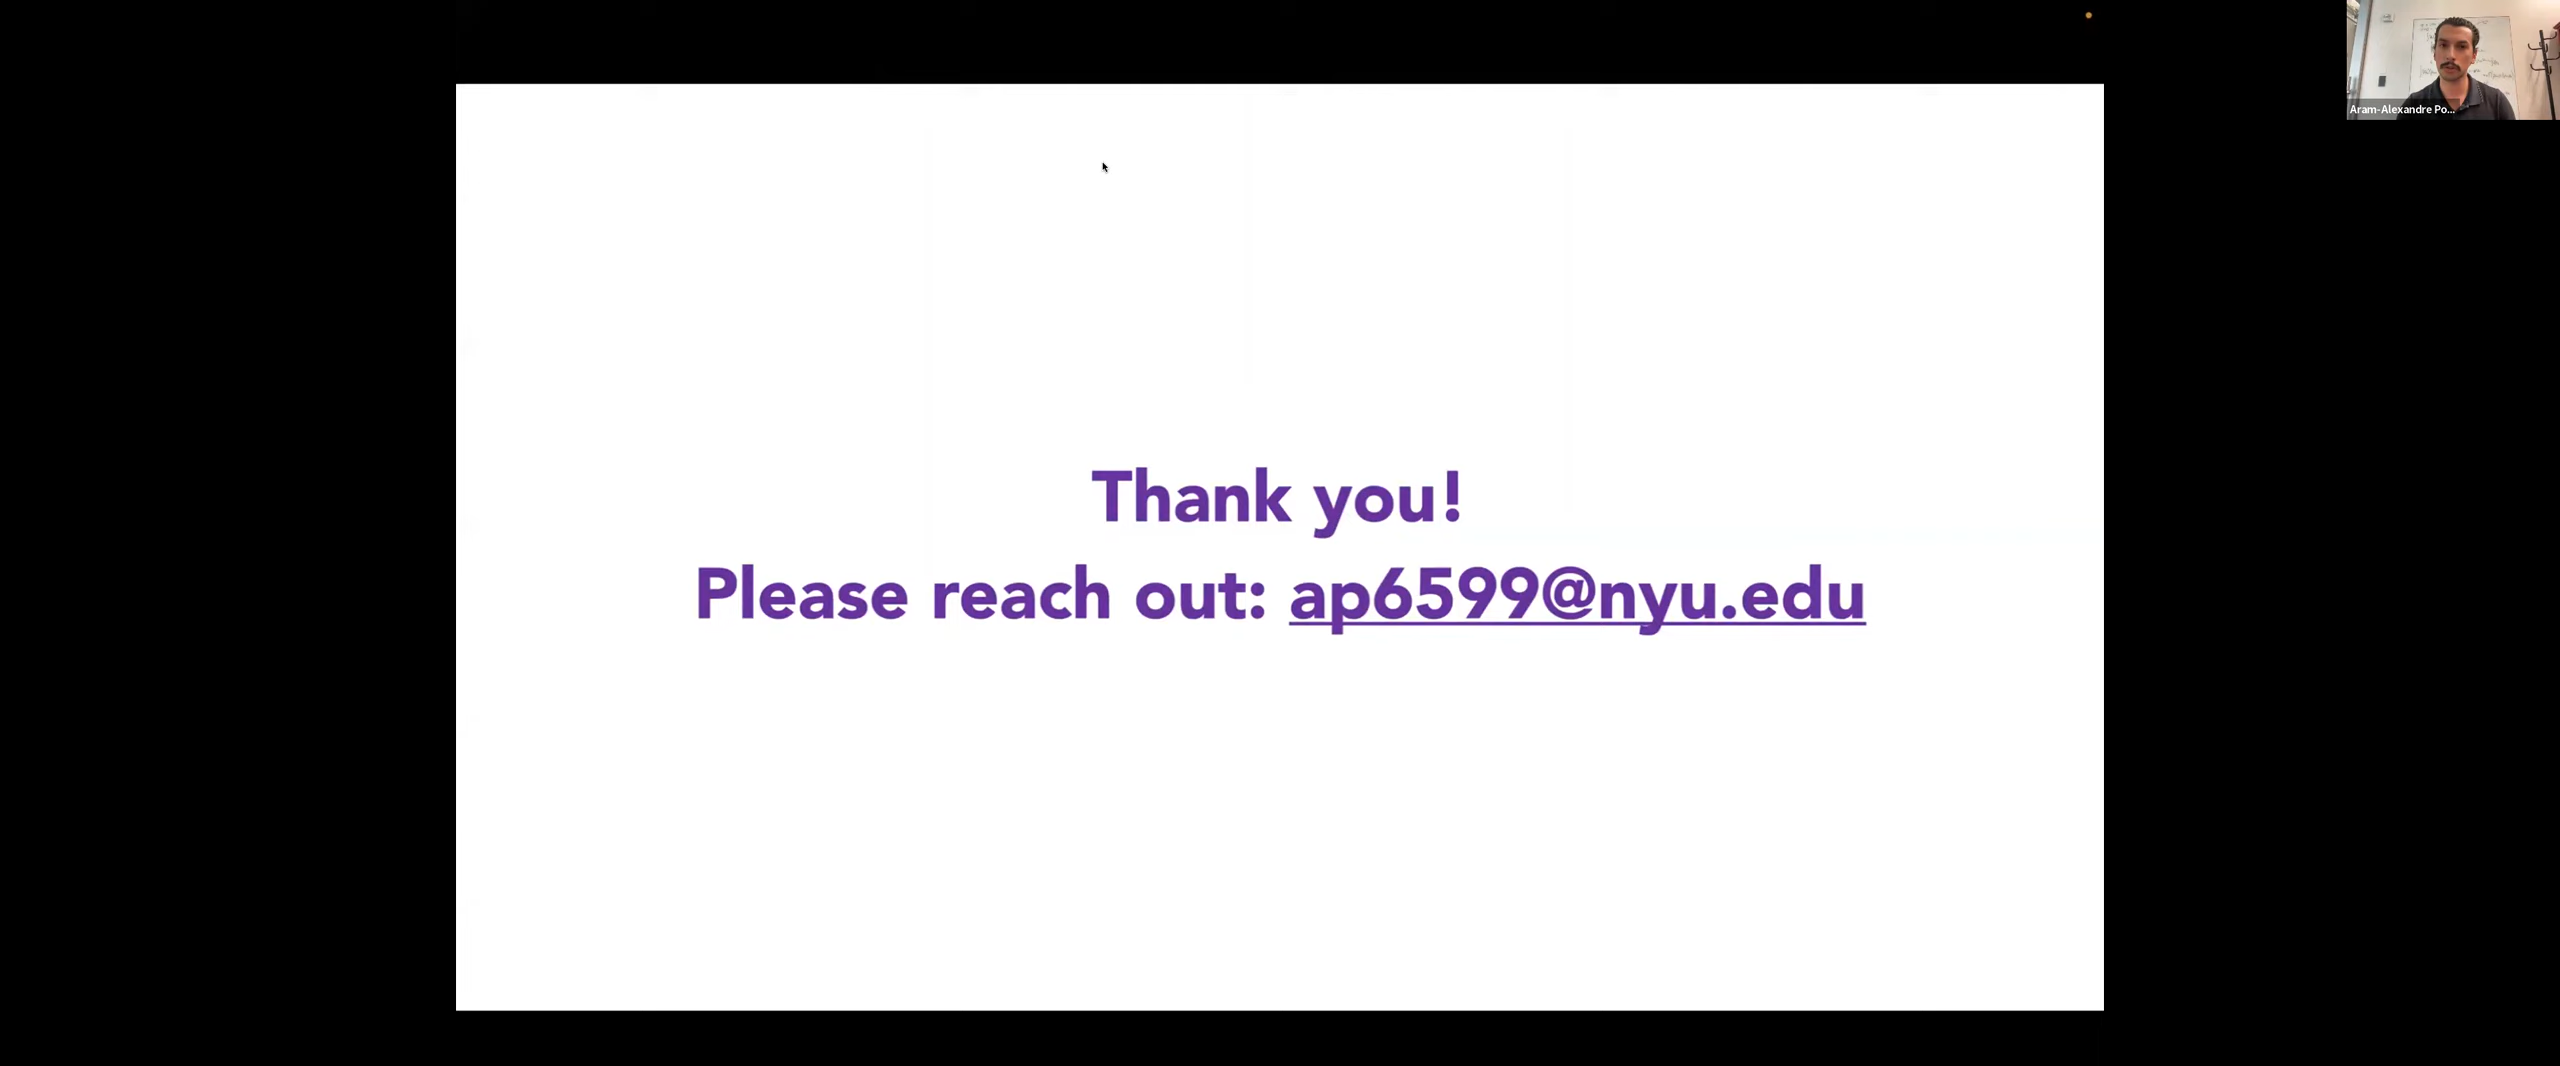 Aram-Alexandre Po...
Thank you!
Please reach out: ap6599@nyu.edu